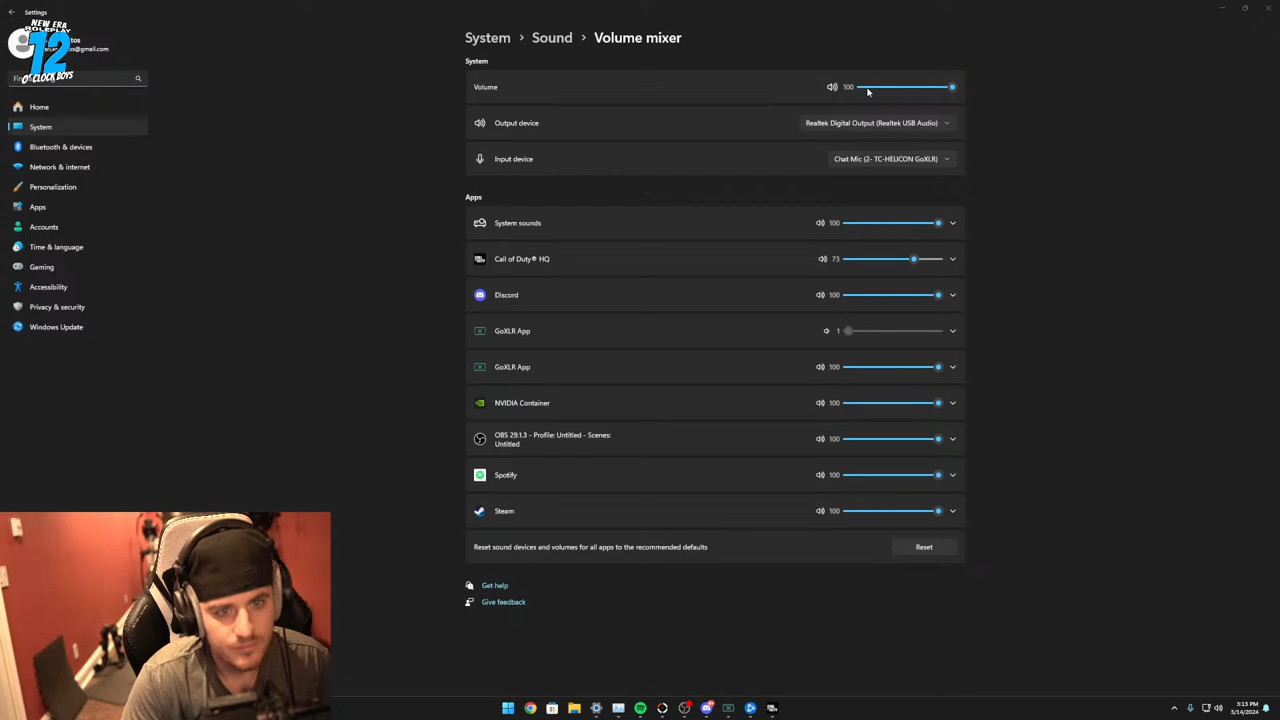 Settings
NEW ERA
ROLEPLAY
12
O'CLOCK BOYS
@gmail.com
System > Sound > Volume mixer
System
Volume
100
Output device
Realtek Digital Output (Realtek USB Audio)
Input device
Chat Mic (2- TC-HELICON GoXLR)
Home
System
Bluetooth & devices
Network & internet
Personalization
Apps
Accounts
Time & language
Gaming
Accessibility
Privacy & security
Windows Update
Apps
System sounds
100
Call of Duty® HQ
73
Discord
100
GoXLR App
1
GoXLR App
100
NVIDIA Container
100
OBS 29.1.3 - Profile: Untitled - Scenes:
Untitled
100
Spotify
100
Steam
100
Reset sound devices and volumes for all apps to the recommended defaults
Reset
Get help
Give feedback
3:13 PM
3/14/2024